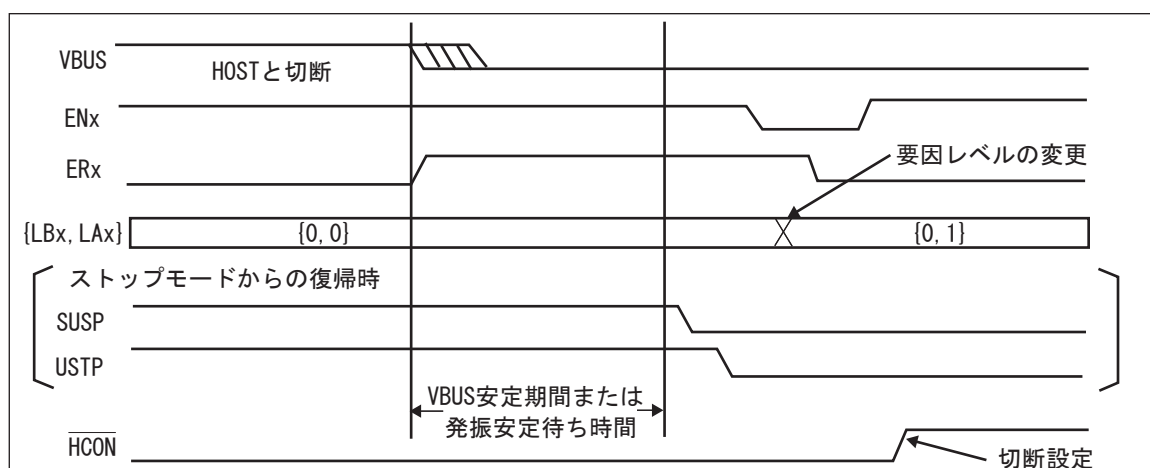 VBUS
HOSTと切断
ENx
ERx
要因レベルの変更
{LBx, LAx}
{0, 0}
{0, 1}
ストップモードからの復帰時
SUSP
USTP
VBUS安定期間または
発振安定待ち時間
HCON
切断設定